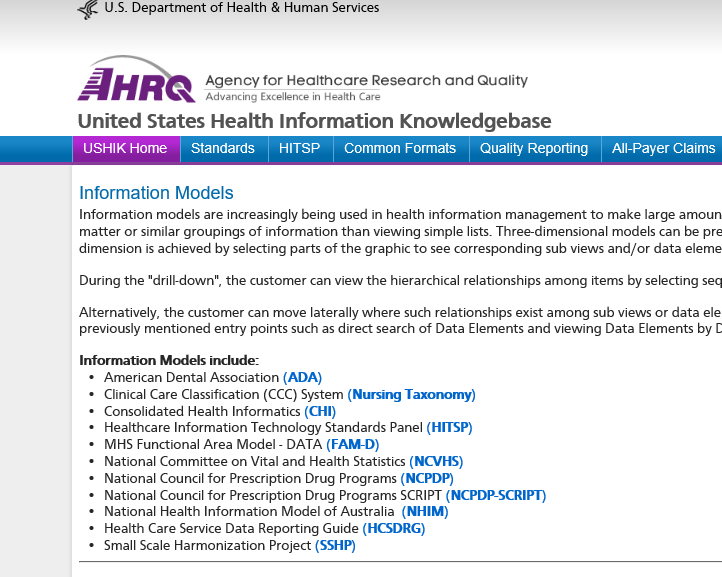 U.S. Department of Health & Human Services
AHRQ
Agency for Healthcare Research and Quality
Advancing Excellence in Health Care
United States Health Information Knowledgebase
USHIK Home Standards HITSP Common Formats Quality Reporting All-Payer Claims
Information Models
Information models are increasingly being used in health information management to make large amoun
matter or similar groupings of information than viewing simple lists. Three-dimensional models can be pre
dimension is achieved by selecting parts of the graphic to see corresponding sub views and/or data eleme
During the "drill-down", the customer can view the hierarchical relationships among items by selecting seq
Alternatively, the customer can move laterally where such relationships exist among sub views or data ele
previously mentioned entry points such as direct search of Data Elements and viewing Data Elements by D
Information Models include:
• American Dental Association (ADA)
• Clinical Care Classification (CCC) System (Nursing Taxonomy)
• Consolidated Health Informatics (CHI)
• Healthcare Information Technology Standards Panel (HITSP)
• MHS Functional Area Model - DATA (FAM-D)
• National Committee on Vital and Health Statistics (NCVHS)
• National Council for Prescription Drug Programs (NCPDP)
• National Council for Prescription Drug Programs SCRIPT (NCPDP-SCRIPT)
• National Health Information Model of Australia (NHIM)
• Health Care Service Data Reporting Guide (HCSDRG)
• Small Scale Harmonization Project (SSHP)